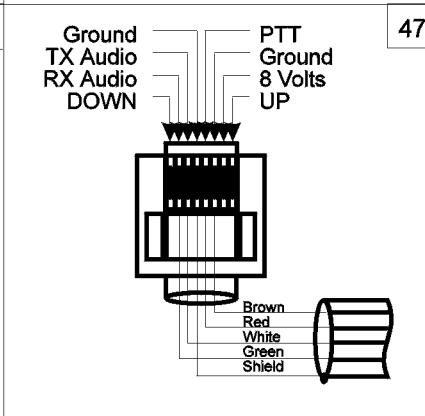 47
Ground
TX Audio
RX Audio
DOWN
PTT
Ground
8 Volts
UP
Brown
Red
White
Green
Shield